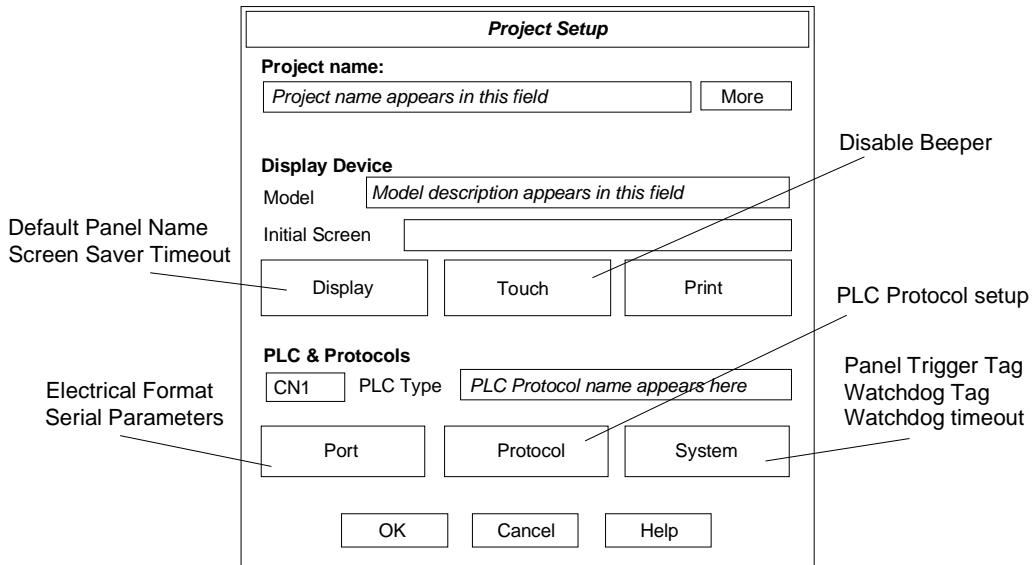 Project Setup
Project name:
Project name appears in this field
More
Disable Beeper
Display Device
Model
Model description appears in this field
Default Panel Name
Screen Saver Timeout
Initial Screen
Display
Touch
Print
PLC Protocol setup
PLC & Protocols
CN1
PLC Type
PLC Protocol name appears here
Electrical Format
Serial Parameters
Panel Trigger Tag
Watchdog Tag
Watchdog timeout
Port
Protocol
System
OK
Cancel
Help